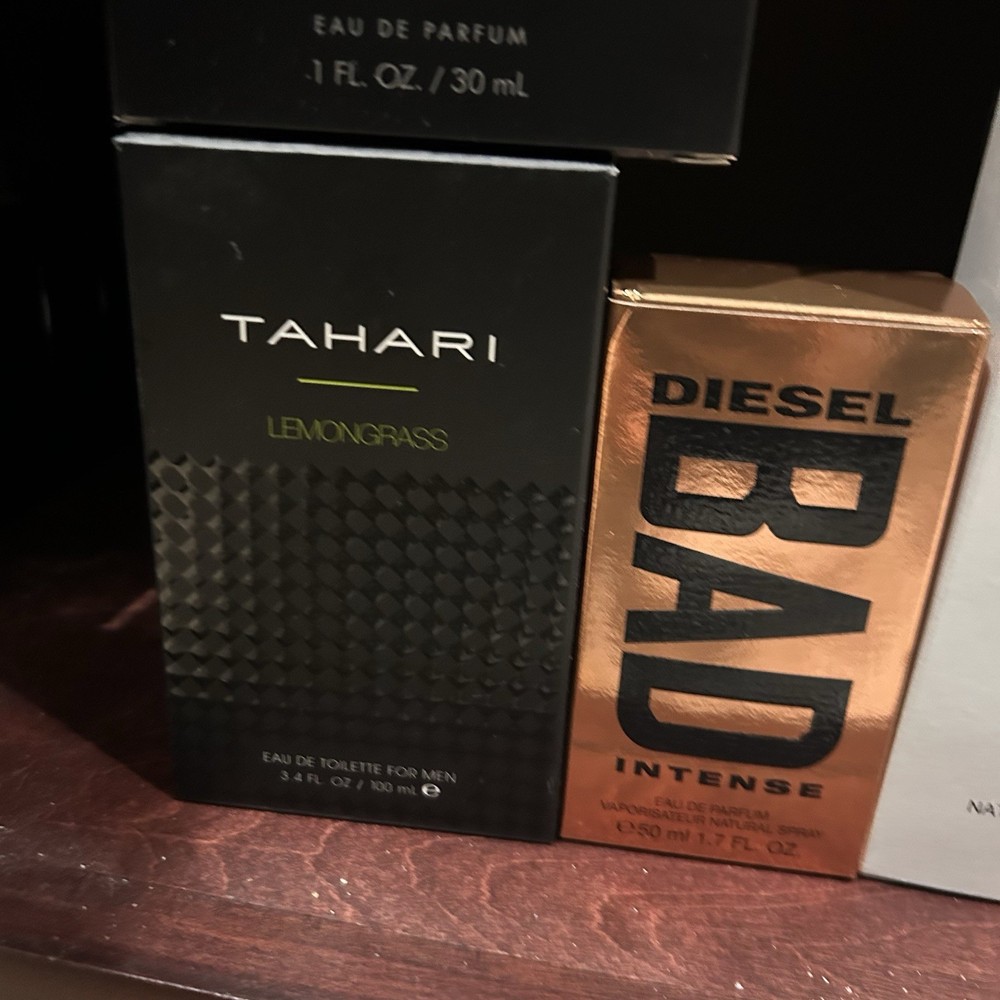 EAU DE PARFUM
1 FL. OZ. / 30 mL
TAHARI
LEMONGRASS
EAU DE TOILETTE FOR MEN
3.4 FL. OZ / 100 mL e
DIESEL
BAD
INTENSE
EAU DE PARFUM
VAPORISATEUR NATURAL SPRAY
e 50 ml 1.7 FL. OZ.
NAT